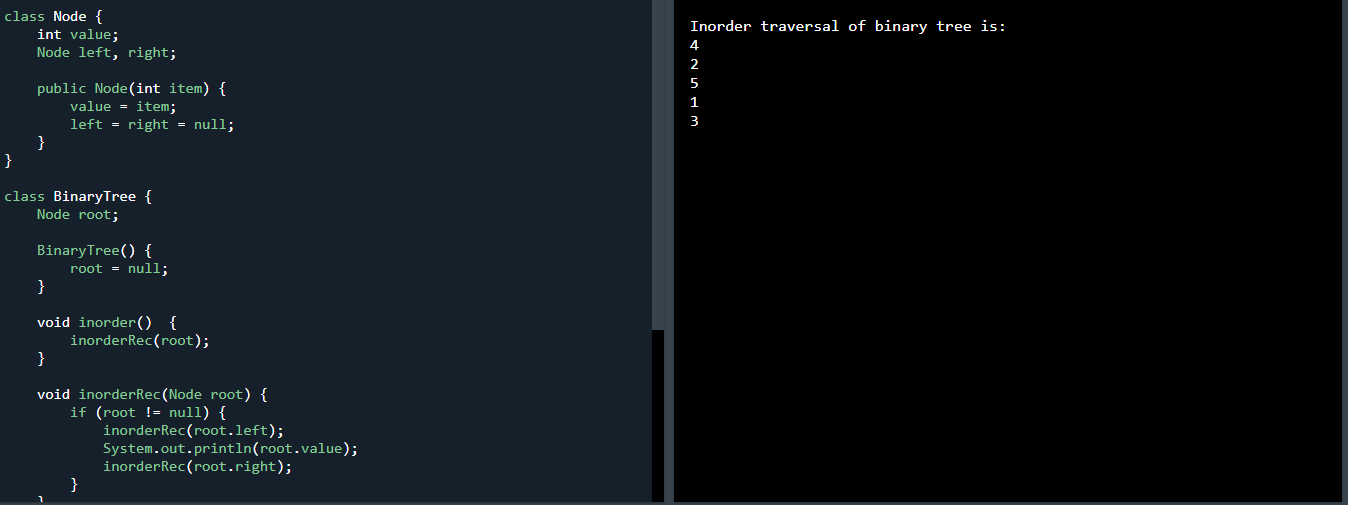 class Node {
    int value;
    Node left, right;

    public Node(int item) {
        value = item;
        left = right = null;
    }
}

class BinaryTree {
    Node root;

    BinaryTree() {
        root = null;
    }

    void inorder()  {
        inorderRec(root);
    }

    void inorderRec(Node root) {
        if (root != null) {
            inorderRec(root.left);
            System.out.println(root.value);
            inorderRec(root.right);
        }
    }
Inorder traversal of binary tree is:
4
2
5
1
3